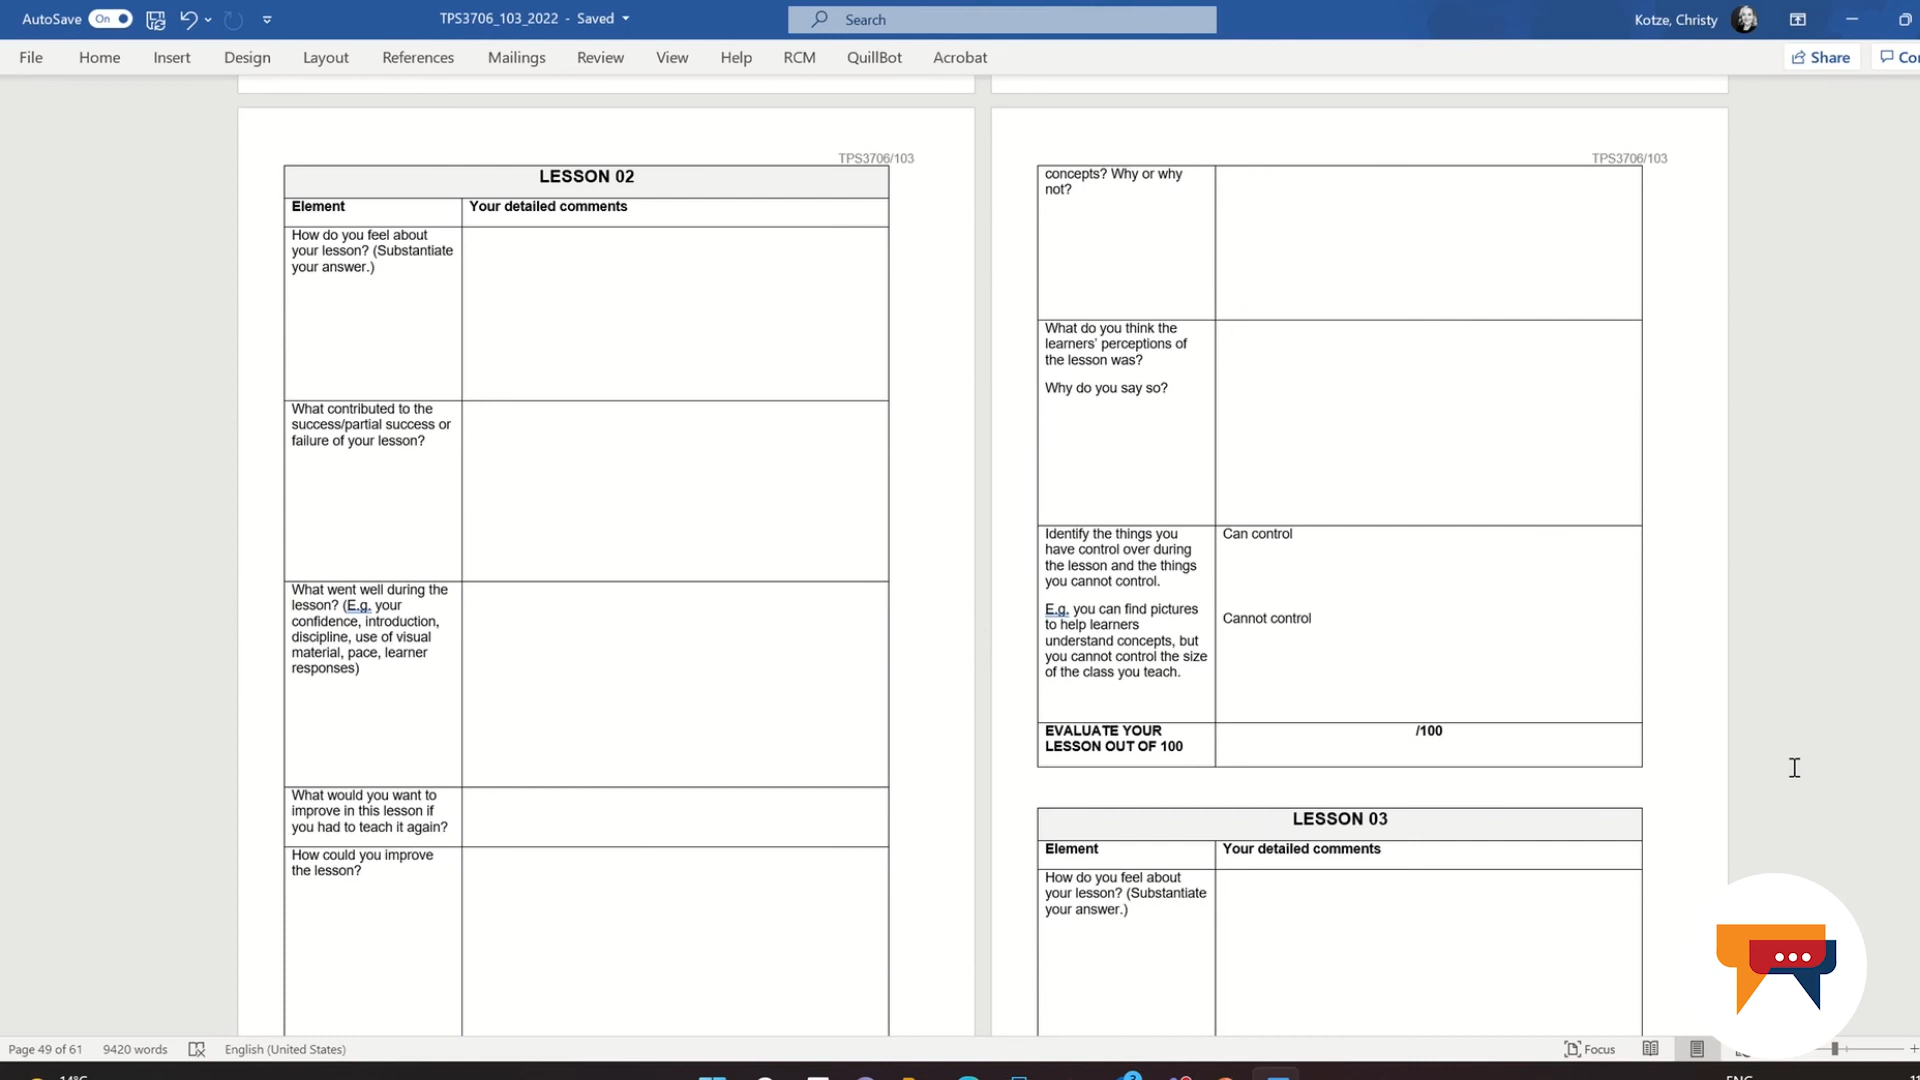 AutoSave On TPS3706_103_2022 - Saved Search Kotze, Christy
File Home Insert Design Layout References Mailings Review View Help RCM QuillBot Acrobat Share Co
TPS3706/103
LESSON 02
Element Your detailed comments
How do you feel about
your lesson? (Substantiate
your answer.)
What contributed to the
success/partial success or
failure of your lesson?
What went well during the
lesson? (E.g. your
confidence, introduction,
discipline, use of visual
material, pace, learner
responses)
What would you want to
improve in this lesson if
you had to teach it again?
How could you improve
the lesson?
TPS3706/103
concepts? Why or why
not?
What do you think the
learners' perceptions of
the lesson was?
Why do you say so?
Identify the things you
have control over during
the lesson and the things
you cannot control.
E.g. you can find pictures
to help learners
understand concepts, but
you cannot control the size
of the class you teach.
Can control
Cannot control
EVALUATE YOUR
LESSON OUT OF 100
/100
LESSON 03
Element Your detailed comments
How do you feel about
your lesson? (Substantiate
your answer.)
Page 49 of 61 9420 words English (United States) Focus
14°C ENG